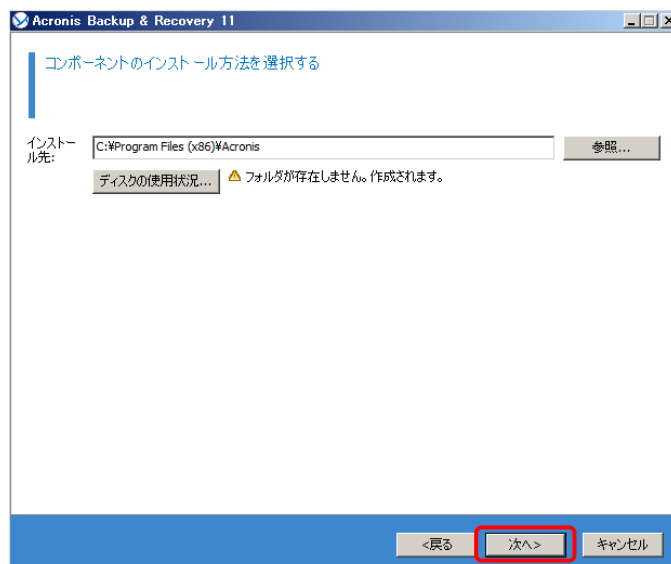 Acronis Backup & Recovery 11
コンポーネントのインストール方法を選択する
インストー
ル先:
C:¥Program Files (x86)¥Acronis
参照...
ディスクの使用状況...
フォルダが存在しません。作成されます。
<戻る
次へ>
キャンセル